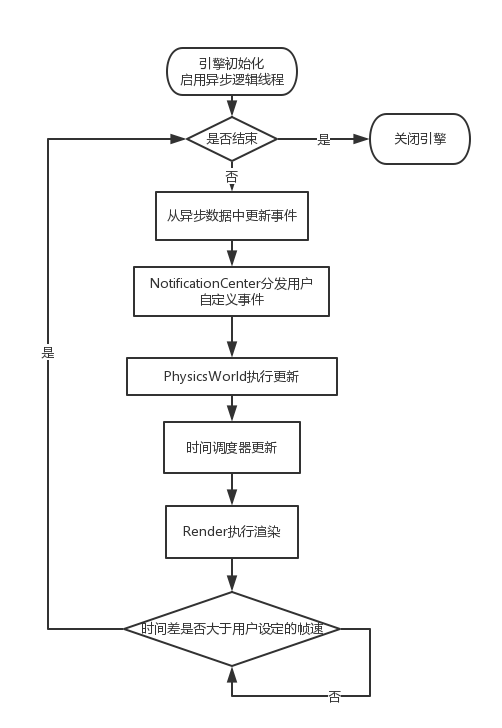 引擎初始化
启用异步逻辑线程
是否结束
是
关闭引擎
否
从异步数据中更新事件
NotificationCenter分发用户
自定义事件
是
PhysicsWorld执行更新
时间调度器更新
Render执行渲染
时间差是否大于用户设定的帧速
否